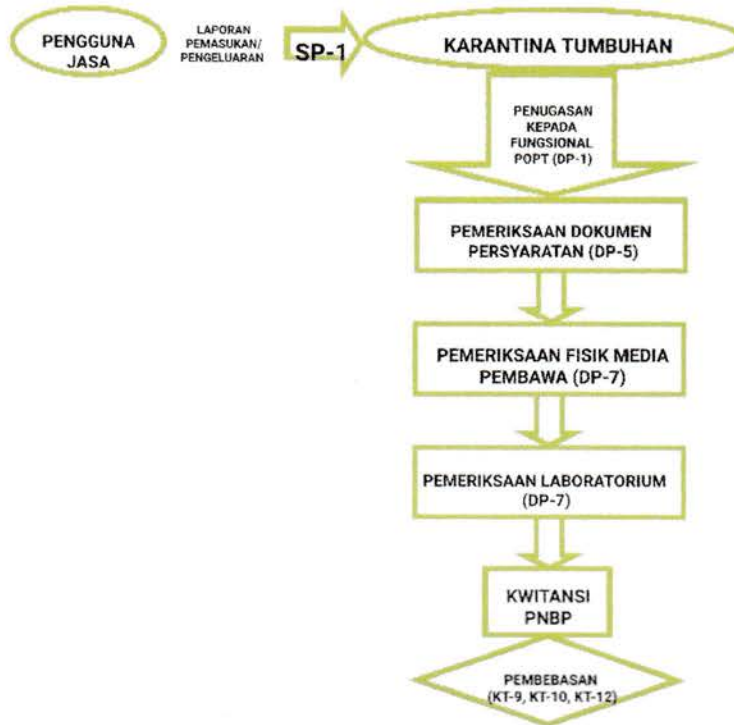 PENGGUNA
JASA
LAPORAN
PEMASUKAN/
PENGELUARAN
SP-1
KARANTINA TUMBUHAN
PENUGASAN
KEPADA
FUNGSIONAL
POPT (DP-1)
PEMERIKSAAN DOKUMEN
PERSYARATAN (DP-5)
PEMERIKSAAN FISIK MEDIA
PEMBAWA (DP-7)
PEMERIKSAAN LABORATORIUM
(DP-7)
KWITANSI
PNBP
PEMBEBASAN
(KT-9, KT-10, KT-12)